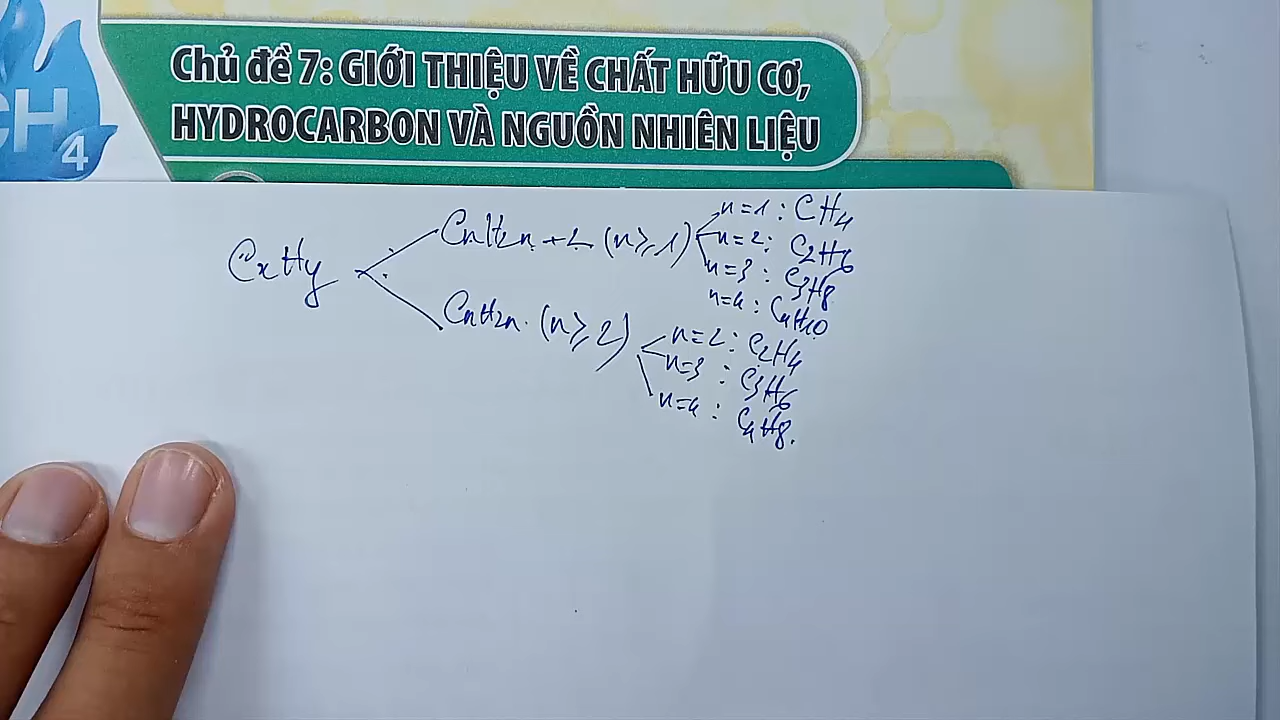 Chủ đề 7: GIỚI THIỆU VỀ CHẤT HỮU CƠ,
HYDROCARBON VÀ NGUỒN NHIÊN LIỆU
CH4
CxHy
CnH2n+2 (n≥1)
n=1: CH4
n=2: C2H6
n=3: C3H8
n=4: C4H10
CnH2n. (n≥2)
n=2: C2H4
n=3: C3H6
n=4: C4H8.